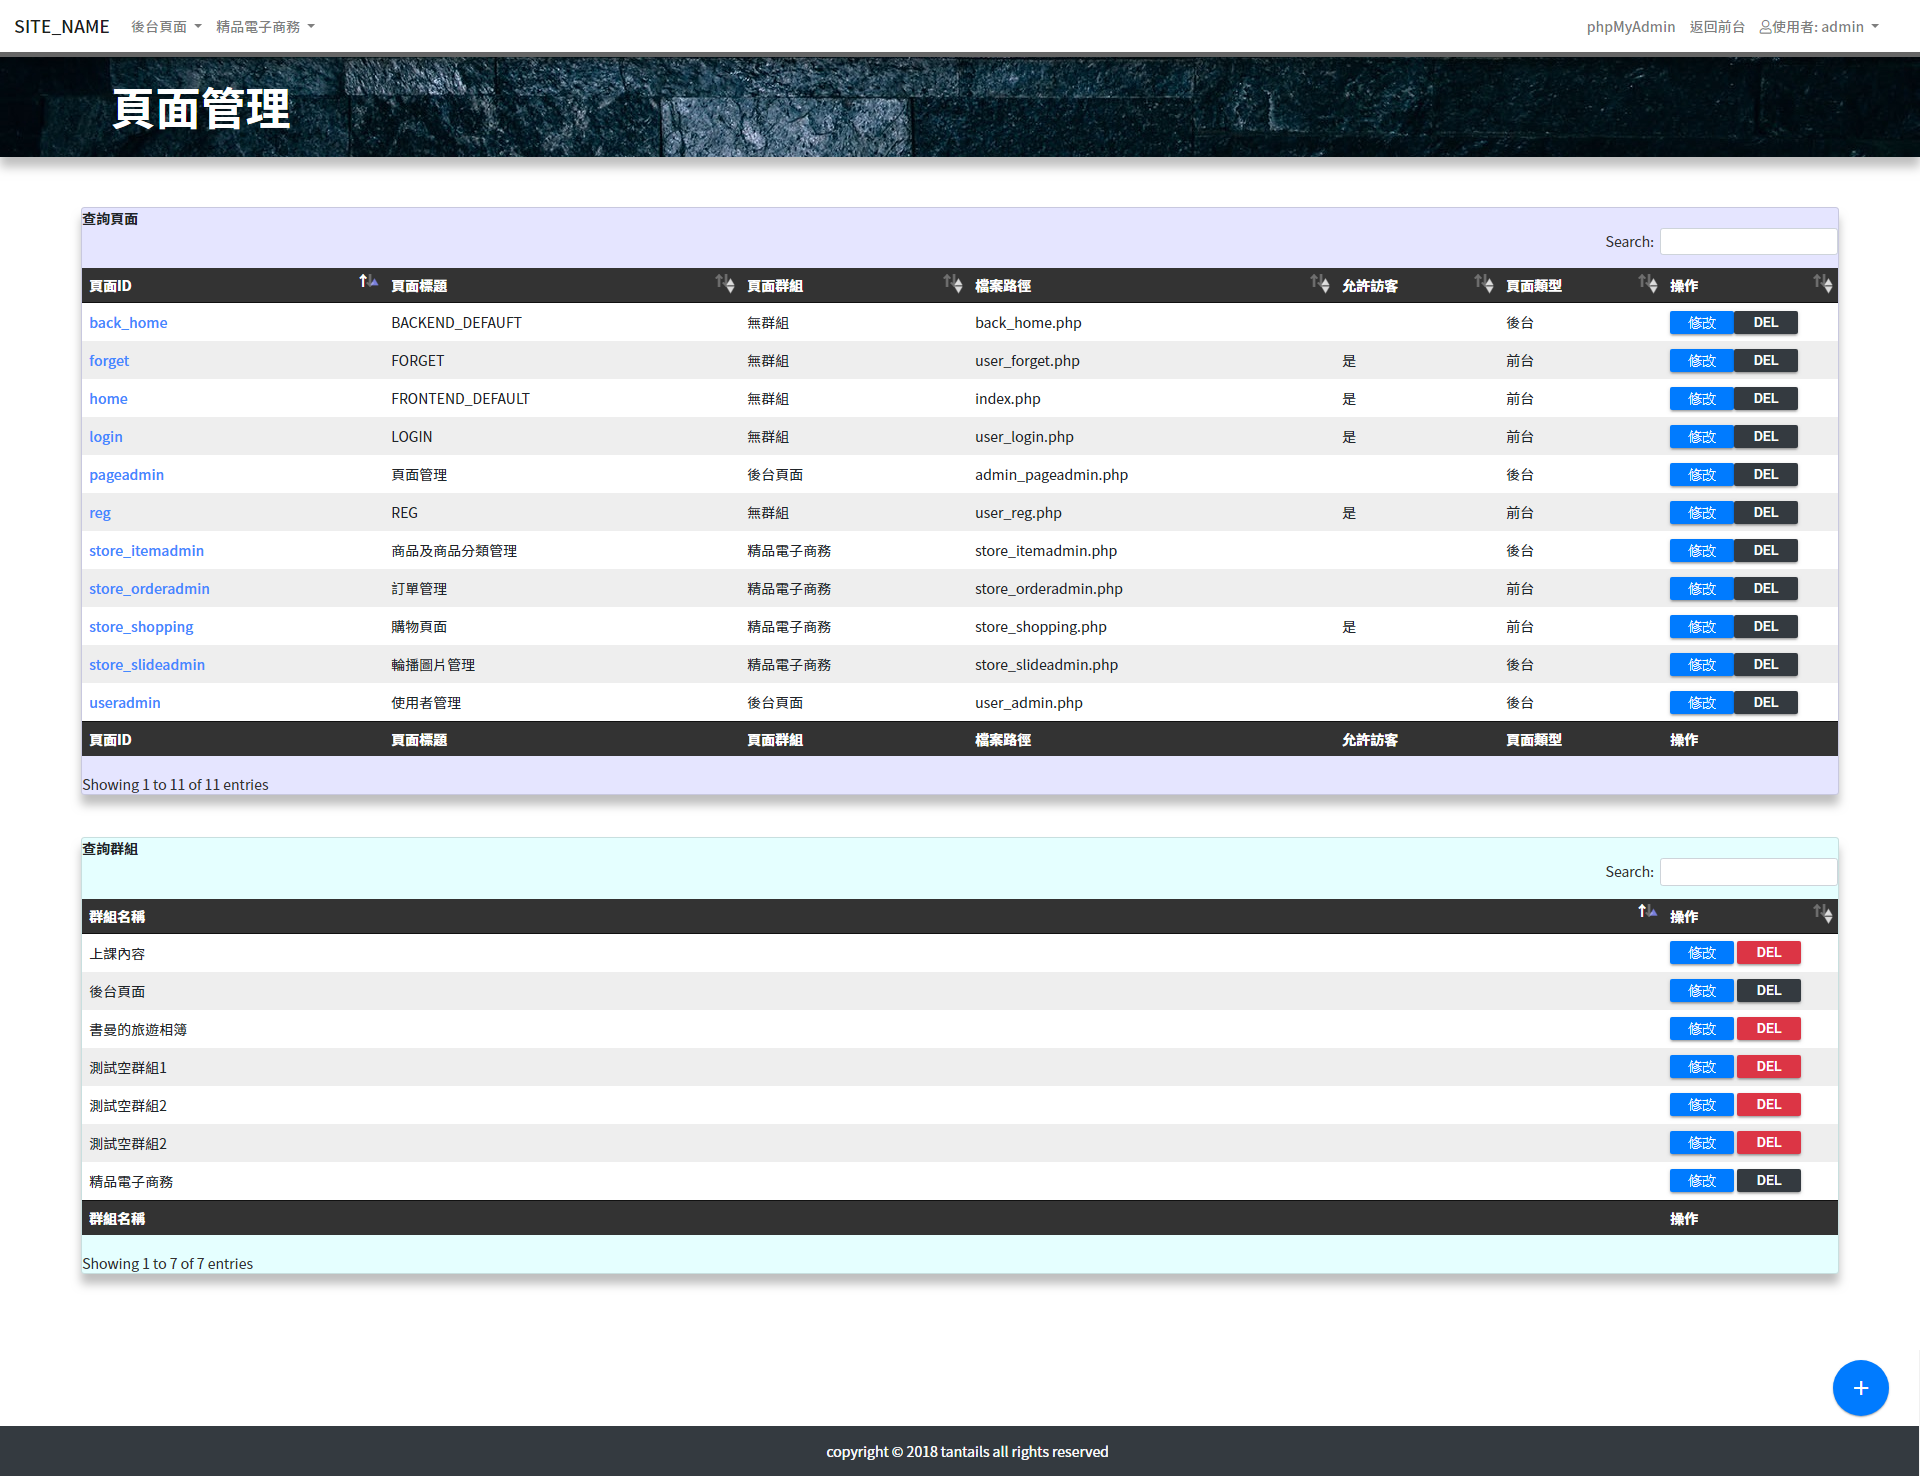 SITE_NAME 後台頁面 精品電子商務 phpMyAdmin 返回前台 使用者: admin
頁面管理
查詢頁面
Search:
頁面ID 頁面標題 頁面群組 檔案路徑 允許訪客 頁面類型 操作
back_home BACKEND_DEFAUFT 無群組 back_home.php 後台 修改 DEL
forget FORGET 無群組 user_forget.php 是 前台 修改 DEL
home FRONTEND_DEFAULT 無群組 index.php 是 前台 修改 DEL
login LOGIN 無群組 user_login.php 是 前台 修改 DEL
pageadmin 頁面管理 後台頁面 admin_pageadmin.php 後台 修改 DEL
reg REG 無群組 user_reg.php 是 前台 修改 DEL
store_itemadmin 商品及商品分類管理 精品電子商務 store_itemadmin.php 後台 修改 DEL
store_orderadmin 訂單管理 精品電子商務 store_orderadmin.php 前台 修改 DEL
store_shopping 購物頁面 精品電子商務 store_shopping.php 是 前台 修改 DEL
store_slideadmin 輪播圖片管理 精品電子商務 store_slideadmin.php 後台 修改 DEL
useradmin 使用者管理 後台頁面 user_admin.php 後台 修改 DEL
頁面ID 頁面標題 頁面群組 檔案路徑 允許訪客 頁面類型 操作
Showing 1 to 11 of 11 entries
查詢群組
Search:
群組名稱 操作
上課內容 修改 DEL
後台頁面 修改 DEL
書曼的旅遊相簿 修改 DEL
測試空群組1 修改 DEL
測試空群組2 修改 DEL
測試空群組2 修改 DEL
精品電子商務 修改 DEL
群組名稱 操作
Showing 1 to 7 of 7 entries
+
copyright © 2018 tantails all rights reserved